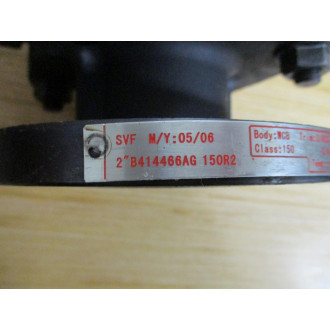 SVF M/Y:05/06
2"B414466AG 150R2
Body:WCB
Class:150